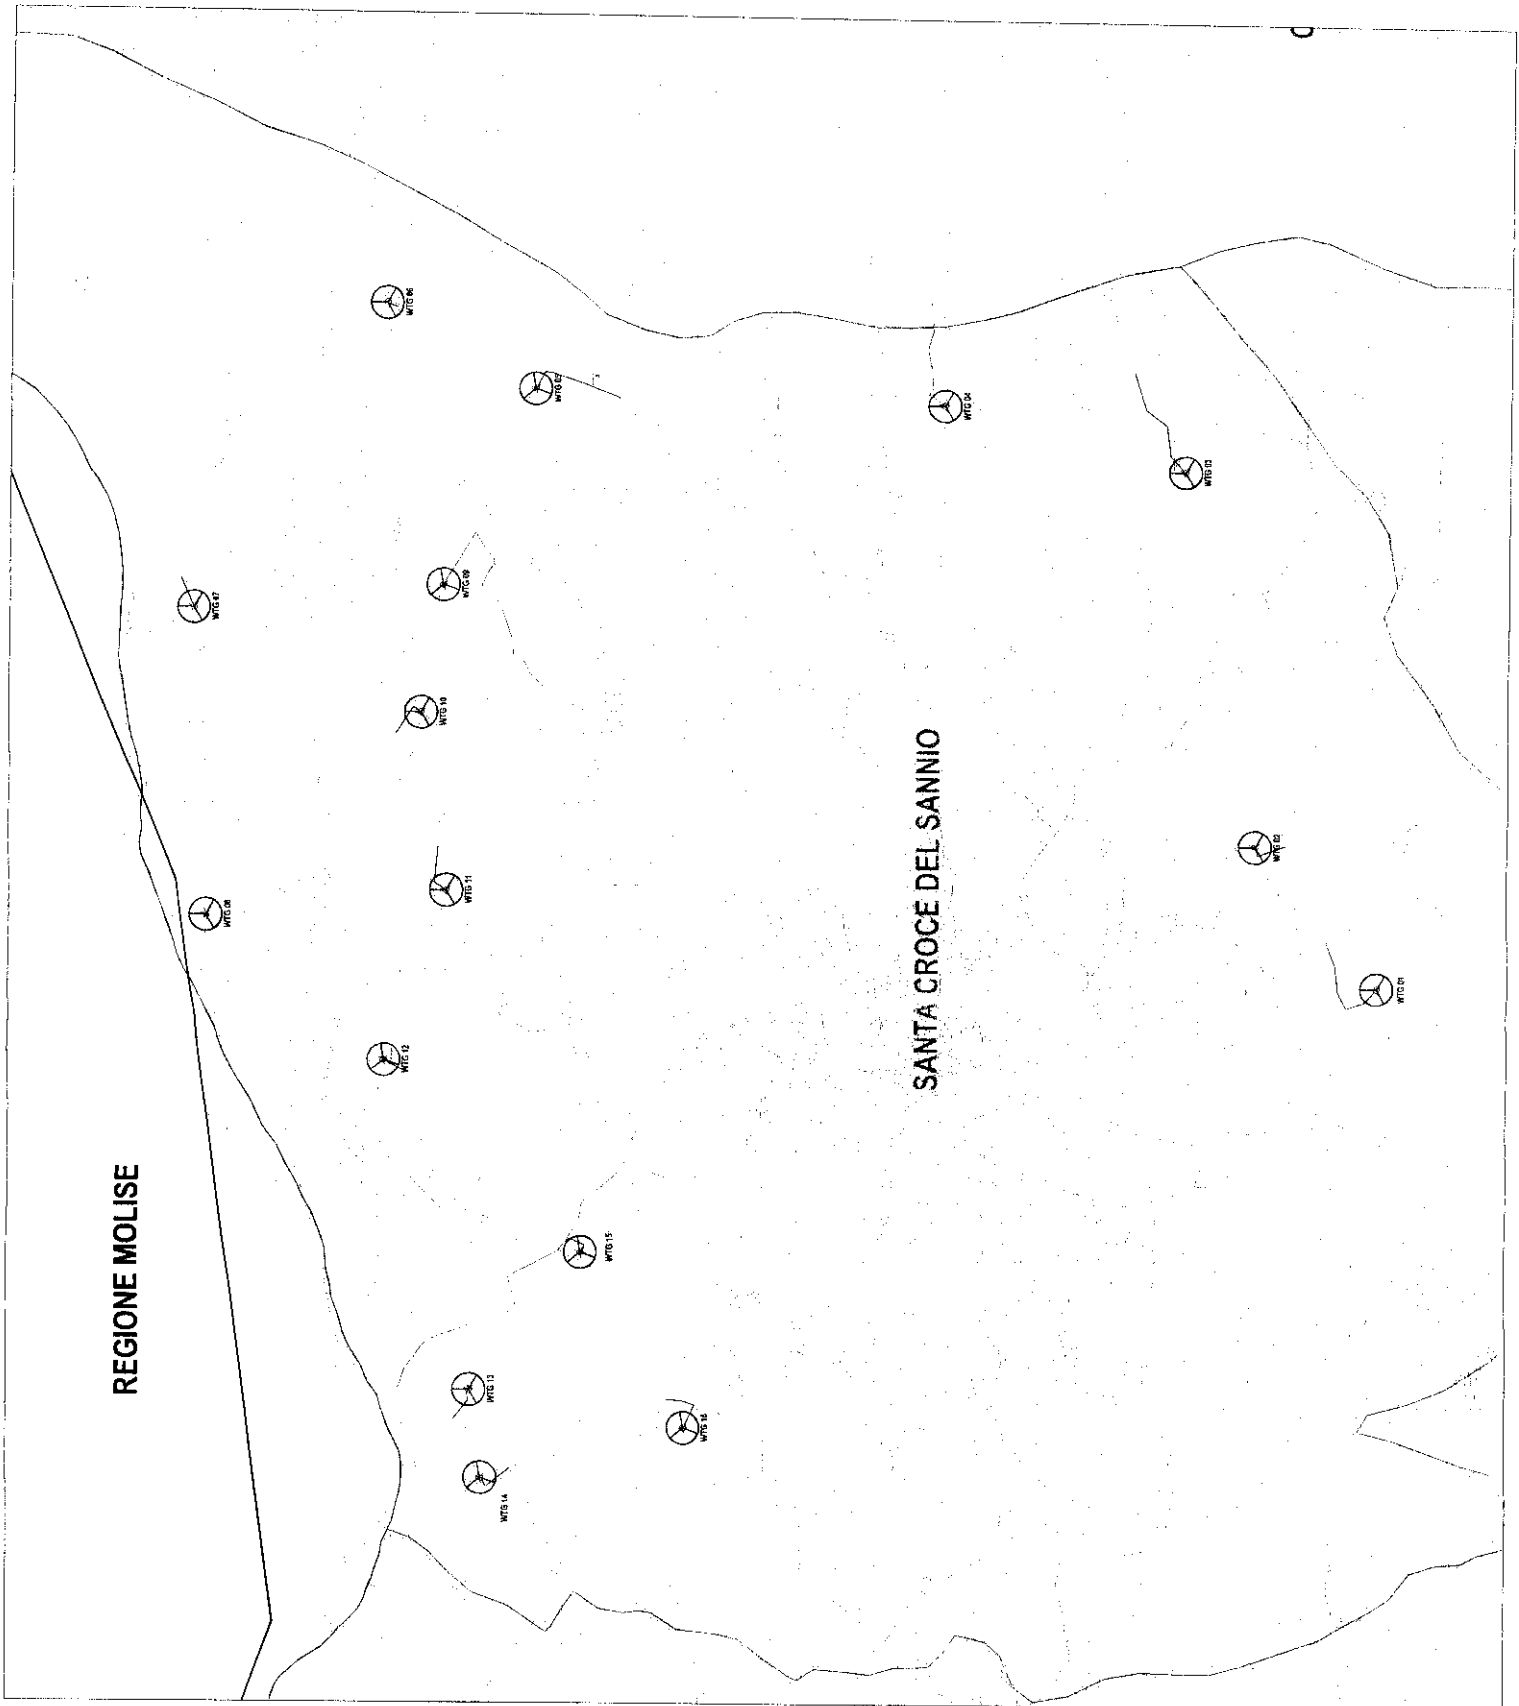 REGIONE MOLISE
SANTA CROCE DEL SANNIO
WTG 06
WTG 05
WTG 04
WTG 03
WTG 09
WTG 07
WTG 10
WTG 02
WTG 11
WTG 08
WTG 01
WTG 12
WTG 15
WTG 13
WTG 16
WTG 14